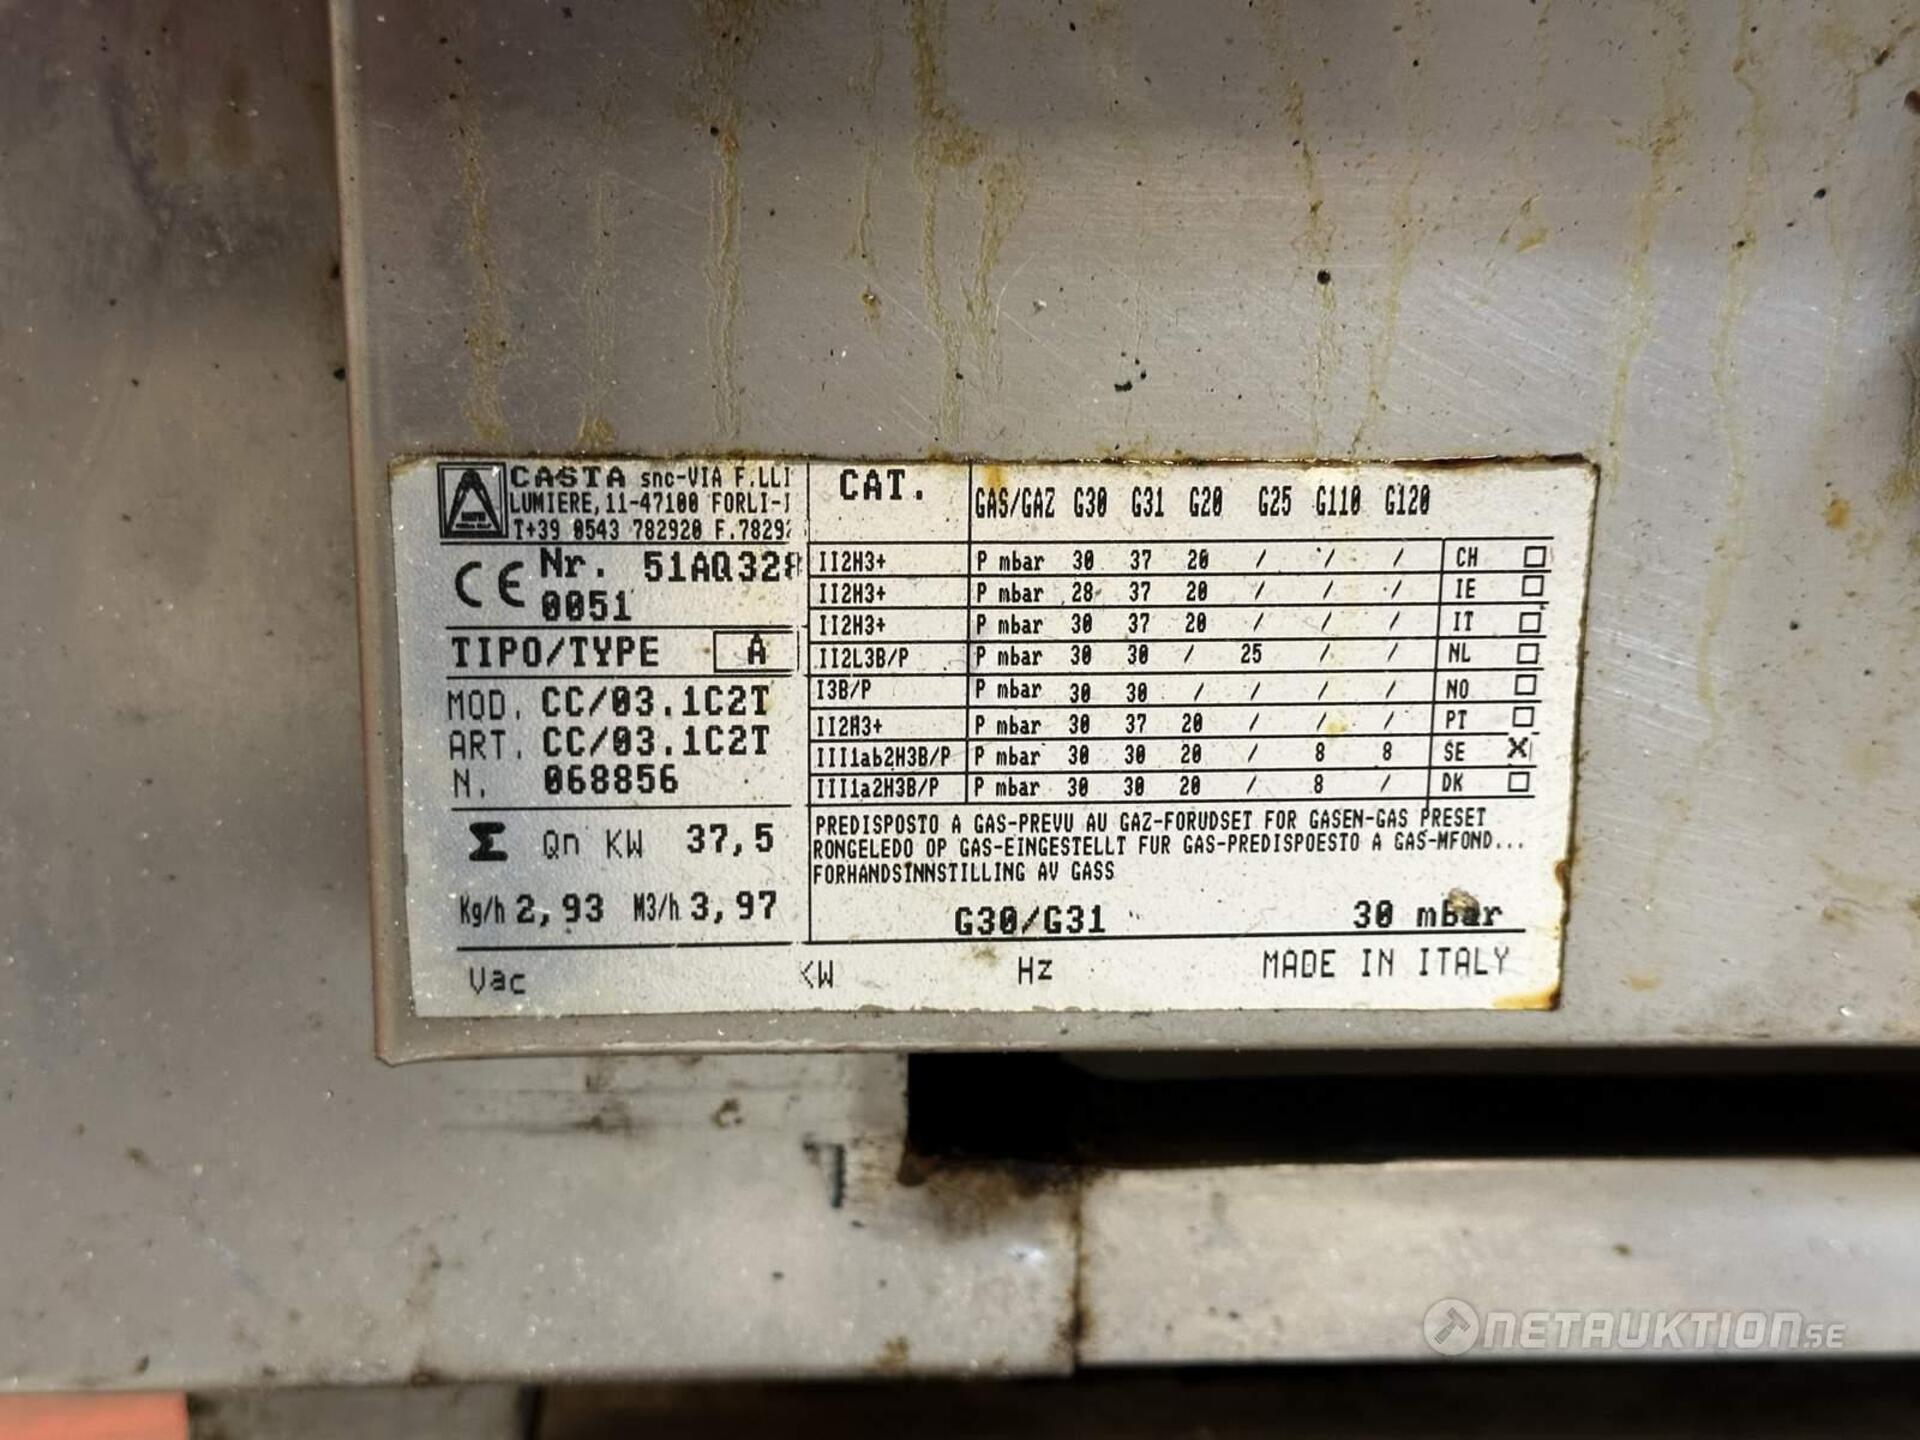 CASTA snc-VIA F.LLI
LUMIERE, 11-47100 FORLI-I
T+39 0543 782920 F.7829
CE Nr. 51AQ328
0051
TIPO/TYPE A
MOD. CC/03.1C2T
ART. CC/03.1C2T
N. 068856
Σ Qn KW 37,5
Kg/h 2,93 M3/h 3,97
CAT. GAS/GAZ G30 G31 G20 G25 G110 G120
II2H3+ P mbar 30 37 20 / / / CH
II2H3+ P mbar 28 37 20 / / / IE
II2H3+ P mbar 30 37 20 / / / IT
II2L3B/P P mbar 30 30 / 25 / / NL
I3B/P P mbar 30 30 / / / / NO
II2H3+ P mbar 30 37 20 / / / PT
III1ab2H3B/P P mbar 30 30 20 / 8 8 SE X
III1a2H3B/P P mbar 30 30 20 / 8 / DK
PREDISPOSTO A GAS-PREVU AU GAZ-FORUDSET FOR GASEN-GAS PRESET
RONGELEDO OP GAS-EINGESTELLT FUR GAS-PREDISPOESTO A GAS-MFOND...
FORHANDSINNSTILLING AV GASS
G30/G31 30 mbar
Vac KW Hz MADE IN ITALY
NETAUKTION.SE